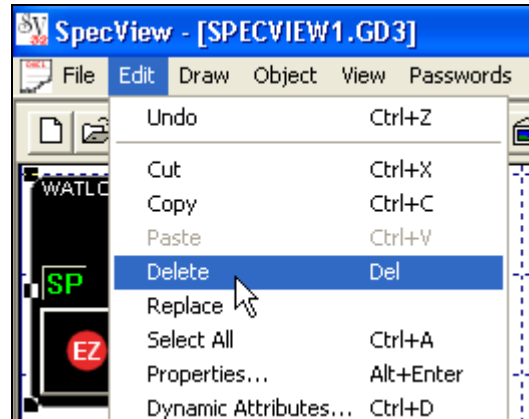 SpecView - [SPECVIEW1.GD3]
File Edit Draw Object View Passwords
Undo Ctrl+Z
Cut Ctrl+X
Copy Ctrl+C
Paste Ctrl+V
Delete Del
Replace
Select All Ctrl+A
Properties... Alt+Enter
Dynamic Attributes... Ctrl+D
SP
EZ